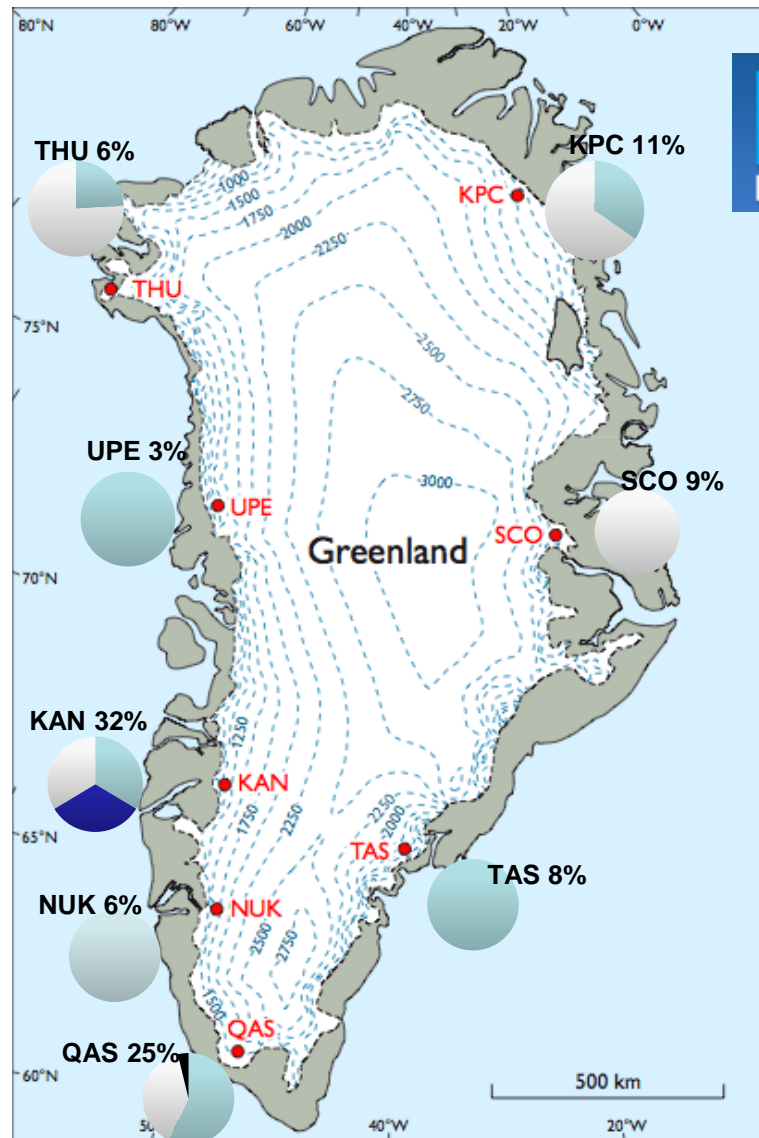 80°N 80°W 60°W 40°W 20°W 0°W
THU 6%
KPC 11%
1000
1500
1750
2000
2250
KPC
THU
75°N
2500
2750
UPE 3%
3000
SCO 9%
UPE
SCO
Greenland
70°N
KAN 32%
1250
KAN
1750
2250
2250
2000
65°N
TAS
TAS 8%
NUK 6%
NUK
2500
2750
1500
QAS
QAS 25%
60°N
500 km
40°W 20°W